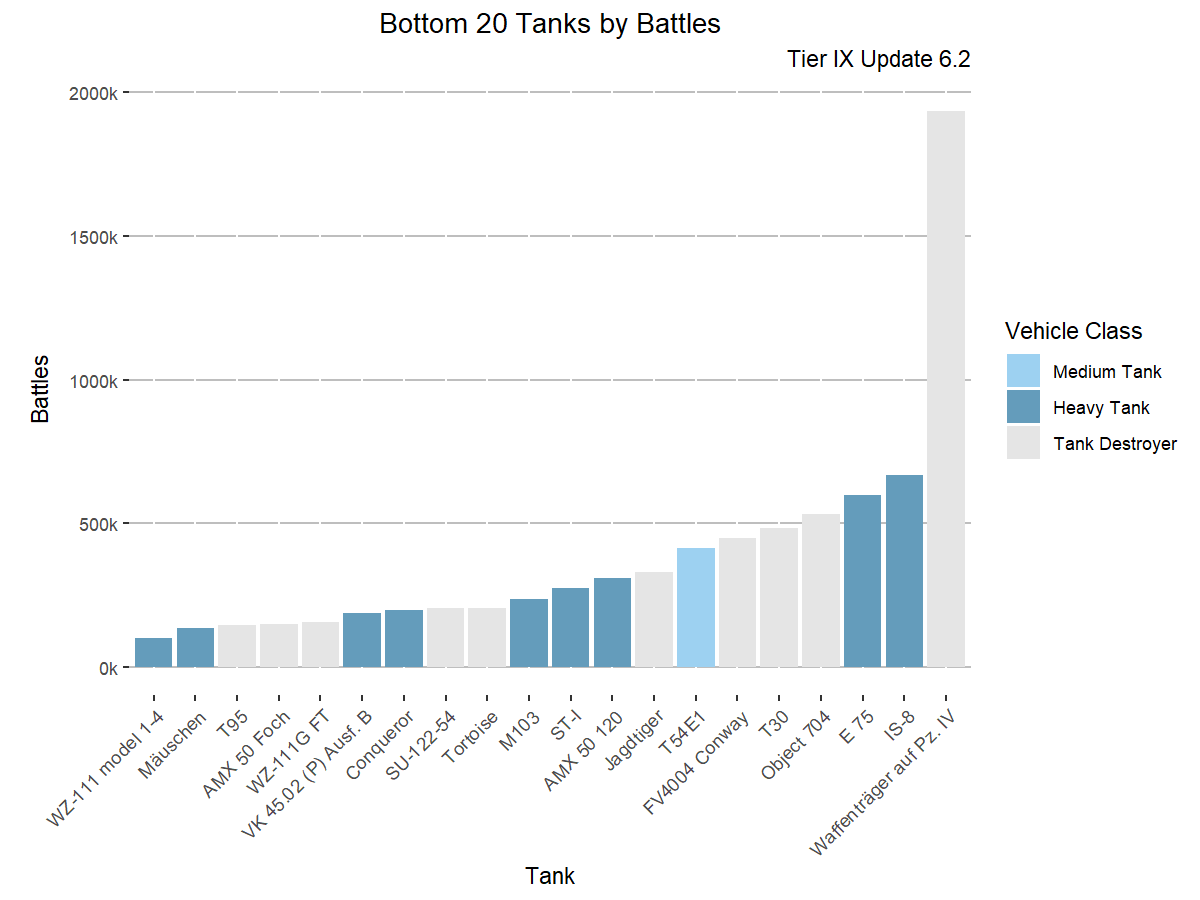 Bottom 20 Tanks by Battles
Tier IX Update 6.2
2000k
1500k
1000k
500k
0k
Battles
WZ-111 model 1-4
Mäuschen
T95
AMX 50 Foch
WZ-111G FT
VK 45.02 (P) Ausf. B
Conqueror
SU-122-54
Tortoise
M103
ST-I
AMX 50 120
Jagdtiger
T54E1
FV4004 Conway
T30
Object 704
E 75
IS-8
Waffenträger auf Pz. IV
Tank
Vehicle Class
Medium Tank
Heavy Tank
Tank Destroyer